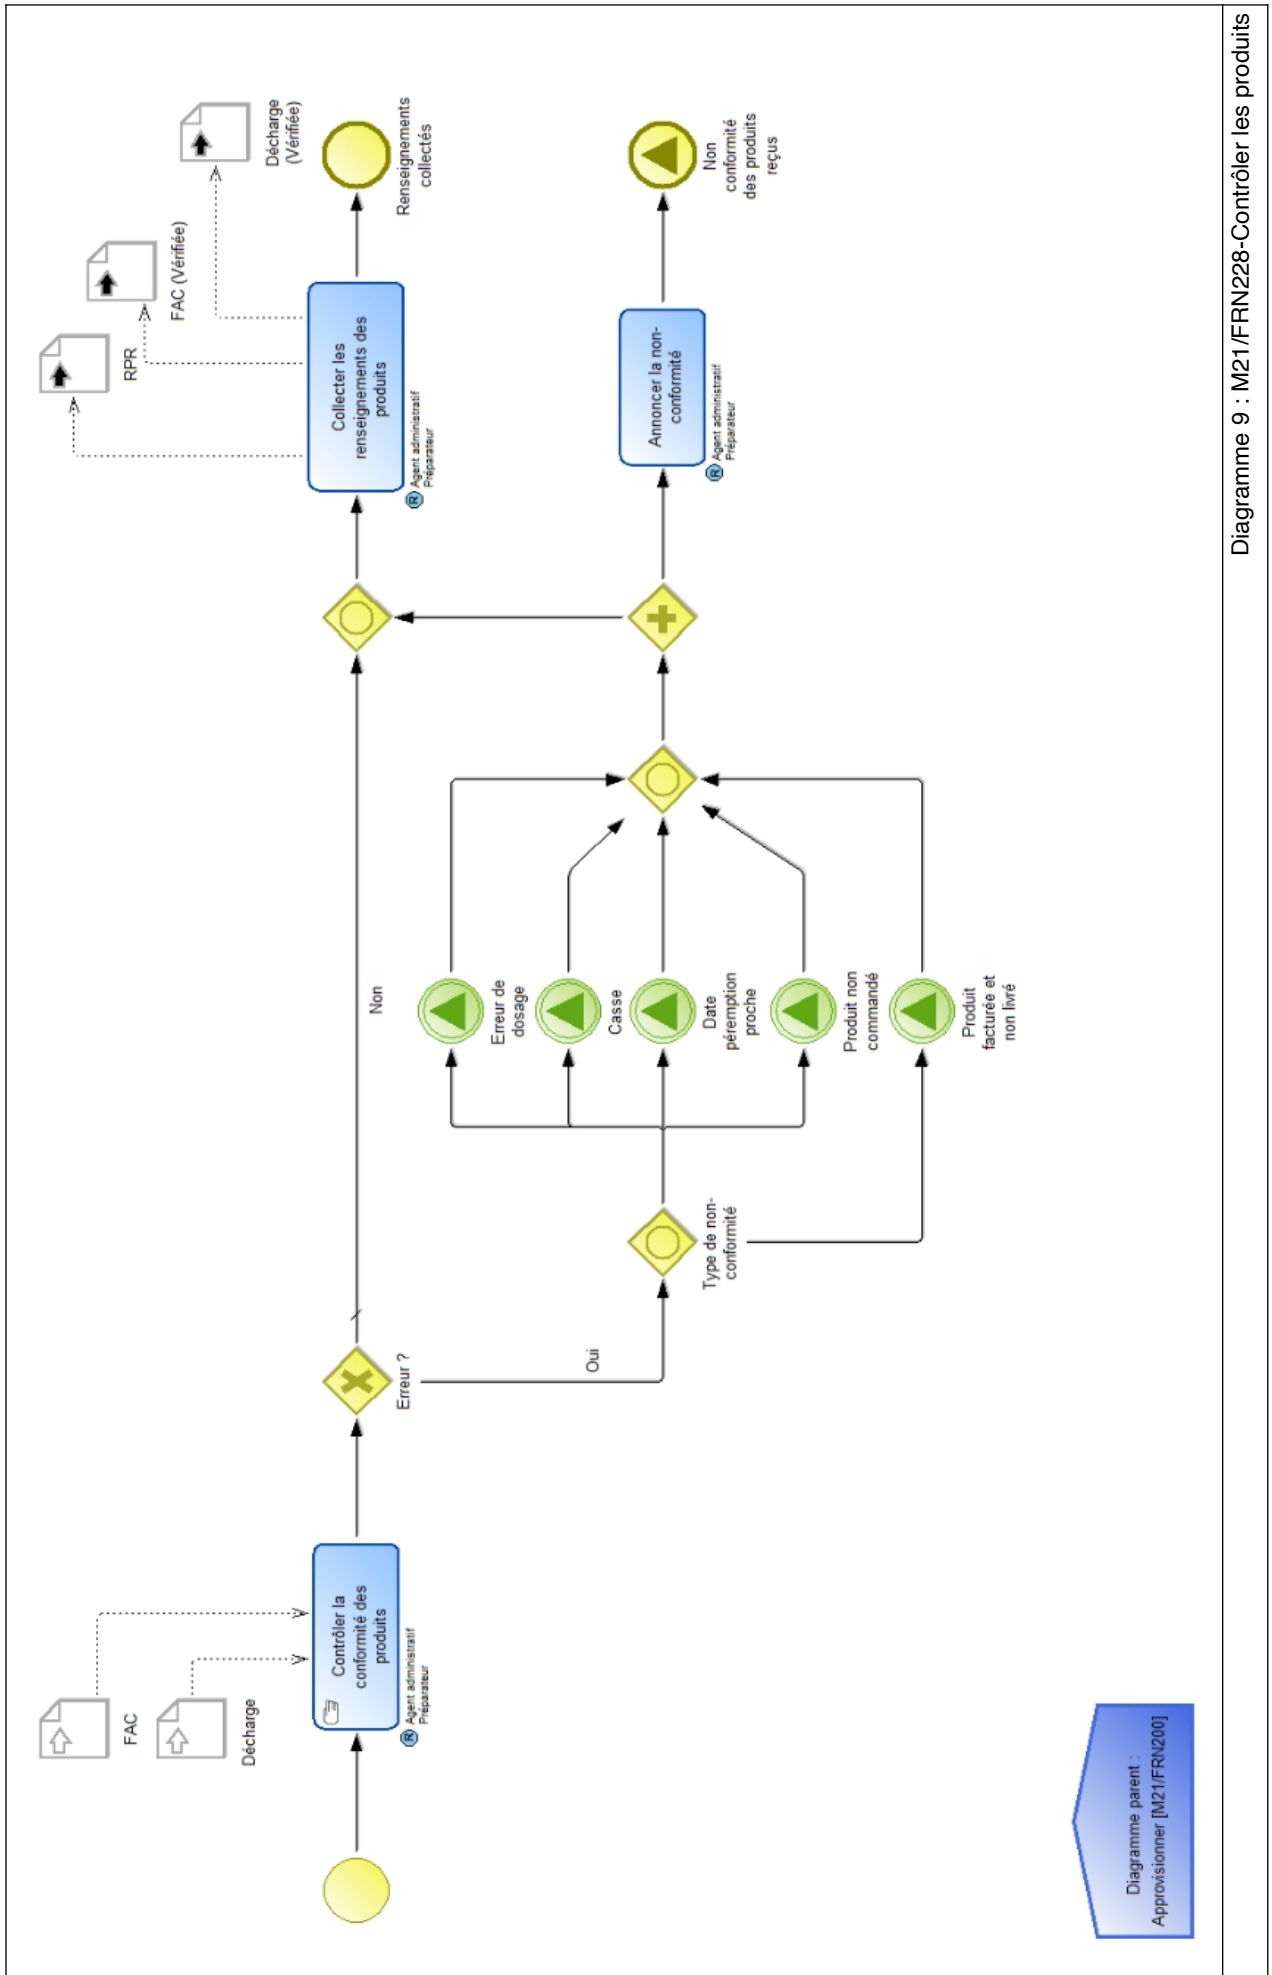 FAC
Décharge
Contrôler la
conformité des
produits
R
Agent administratif
Préparateur
Erreur ?
Non
Oui
Type de non-
conformité
Erreur de
dosage
Casse
Date
péremption
proche
Produit non
commandé
Produit
facturée et
non livré
Collecter les
renseignements des
produits
R
Agent administratif
Préparateur
RPR
FAC (Vérifiée)
Décharge
(Vérifiée)
Renseignements
collectés
Annoncer la non-
conformité
R
Agent administratif
Préparateur
Non
conformité
des produits
reçus
Diagramme parent :
Approvisionner [M21/FRN200]
Diagramme 9 : M21/FRN228-Contrôler les produits